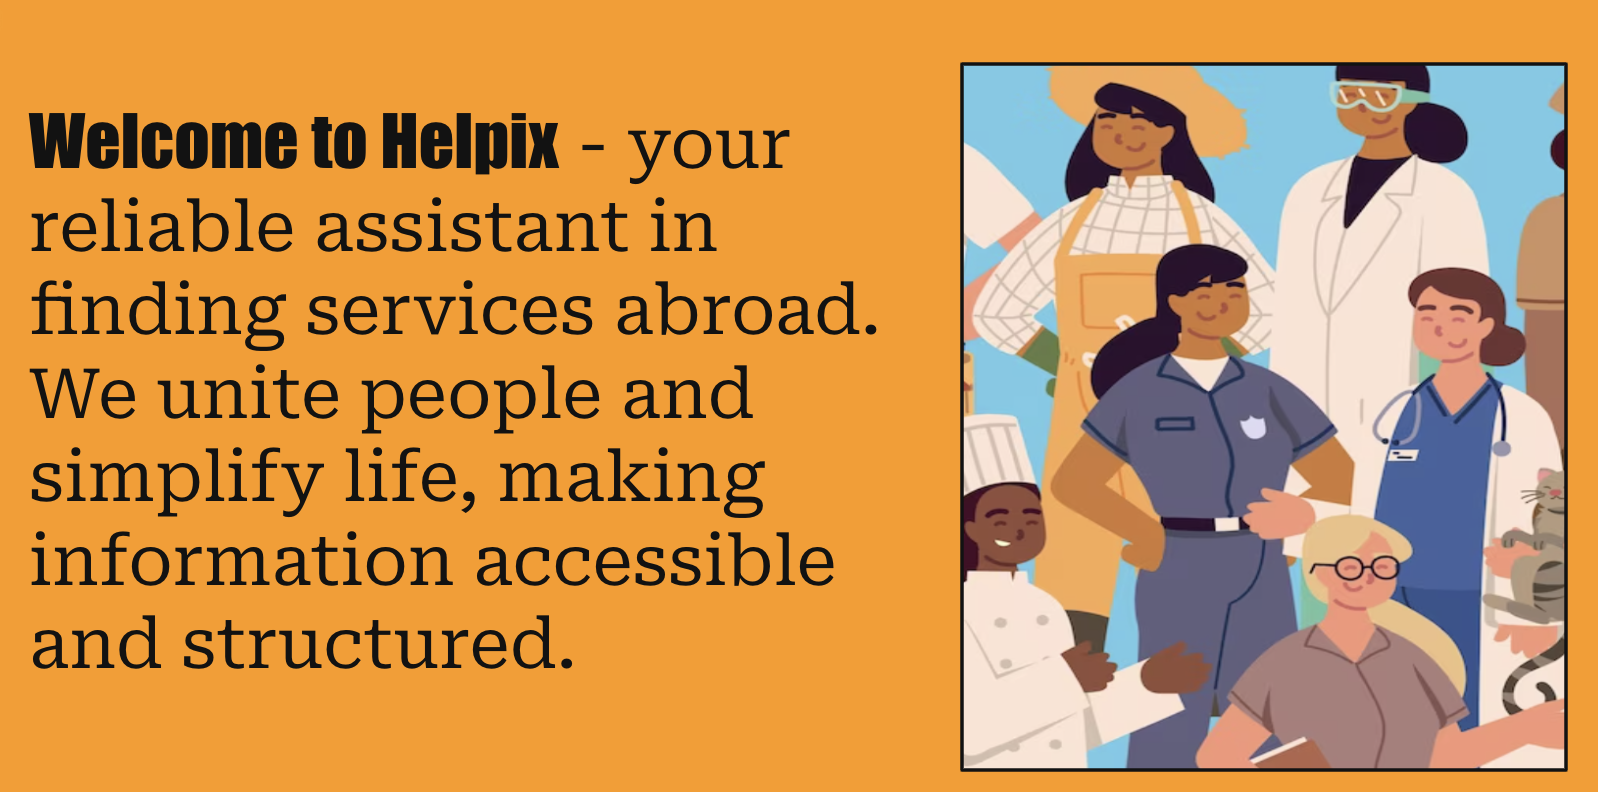 Welcome to Helpix - your
reliable assistant in
finding services abroad.
We unite people and
simplify life, making
information accessible
and structured.